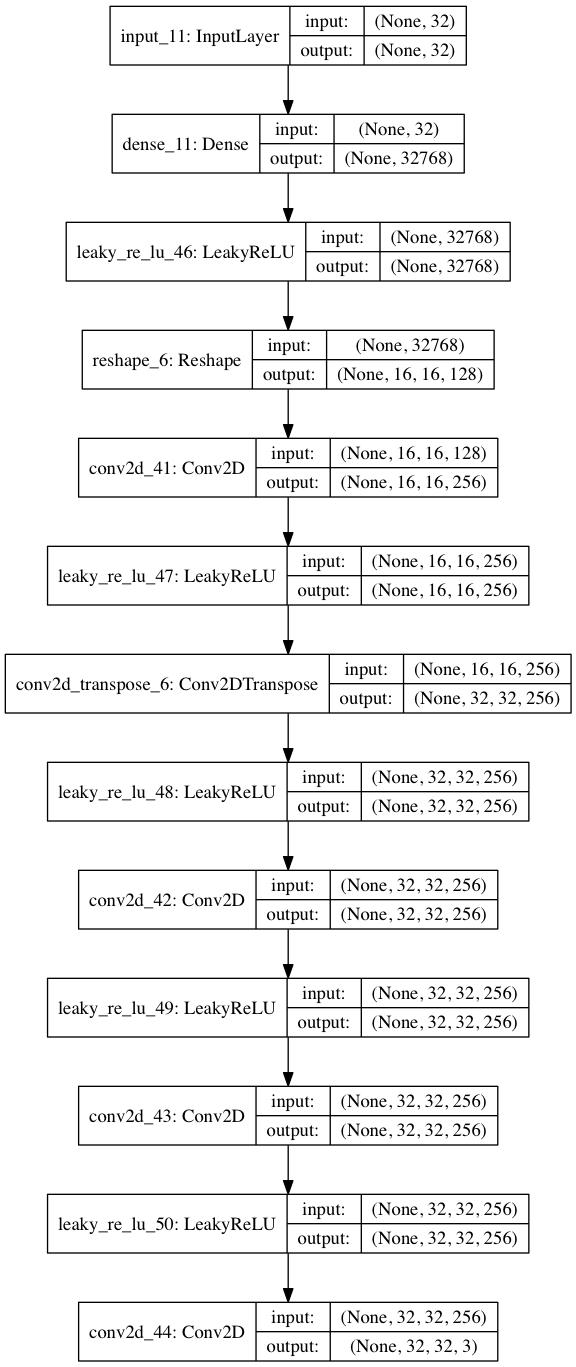 input_11: InputLayer
input: (None, 32)
output: (None, 32)
dense_11: Dense
input: (None, 32)
output: (None, 32768)
leaky_re_lu_46: LeakyReLU
input: (None, 32768)
output: (None, 32768)
reshape_6: Reshape
input: (None, 32768)
output: (None, 16, 16, 128)
conv2d_41: Conv2D
input: (None, 16, 16, 128)
output: (None, 16, 16, 256)
leaky_re_lu_47: LeakyReLU
input: (None, 16, 16, 256)
output: (None, 16, 16, 256)
conv2d_transpose_6: Conv2DTranspose
input: (None, 16, 16, 256)
output: (None, 32, 32, 256)
leaky_re_lu_48: LeakyReLU
input: (None, 32, 32, 256)
output: (None, 32, 32, 256)
conv2d_42: Conv2D
input: (None, 32, 32, 256)
output: (None, 32, 32, 256)
leaky_re_lu_49: LeakyReLU
input: (None, 32, 32, 256)
output: (None, 32, 32, 256)
conv2d_43: Conv2D
input: (None, 32, 32, 256)
output: (None, 32, 32, 256)
leaky_re_lu_50: LeakyReLU
input: (None, 32, 32, 256)
output: (None, 32, 32, 256)
conv2d_44: Conv2D
input: (None, 32, 32, 256)
output: (None, 32, 32, 3)